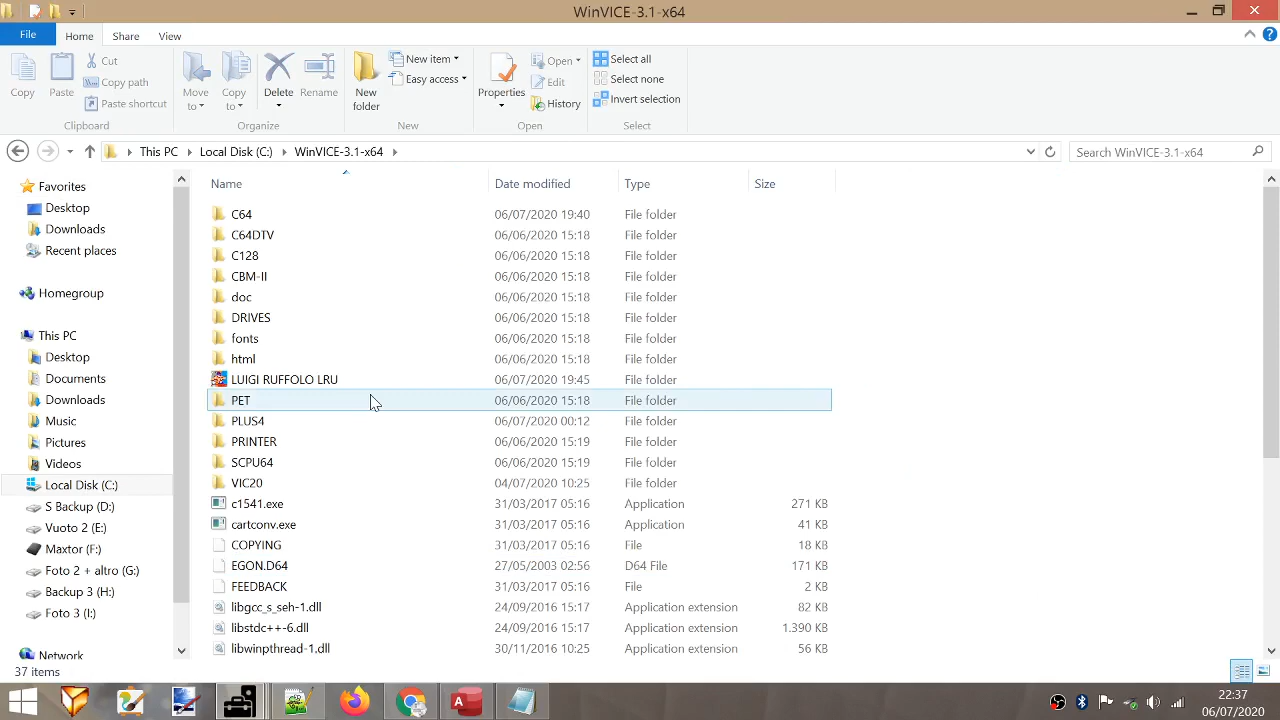 WinVICE-3.1-x64
File Home Share View
Copy
Paste
Cut
Copy path
Paste shortcut
Clipboard
Move to
Copy to
Delete
Rename
Organize
New folder
New item
Easy access
New
Properties
Open
Edit
History
Open
Select all
Select none
Invert selection
Select
This PC Local Disk (C:) WinVICE-3.1-x64
Search WinVICE-3.1-x64
Favorites
Desktop
Downloads
Recent places
Homegroup
This PC
Desktop
Documents
Downloads
Music
Pictures
Videos
Local Disk (C:)
S Backup (D:)
Vuoto 2 (E:)
Maxtor (F:)
Foto 2 + altro (G:)
Backup 3 (H:)
Foto 3 (I:)
Network
Name Date modified Type Size
C64 06/07/2020 19:40 File folder
C64DTV 06/06/2020 15:18 File folder
C128 06/06/2020 15:18 File folder
CBM-II 06/06/2020 15:18 File folder
doc 06/06/2020 15:18 File folder
DRIVES 06/06/2020 15:18 File folder
fonts 06/06/2020 15:18 File folder
html 06/06/2020 15:18 File folder
LUIGI RUFFOLO LRU 06/07/2020 19:45 File folder
PET 06/06/2020 15:18 File folder
PLUS4 06/07/2020 00:12 File folder
PRINTER 06/06/2020 15:19 File folder
SCPU64 06/06/2020 15:19 File folder
VIC20 04/07/2020 10:25 File folder
c1541.exe 31/03/2017 05:16 Application 271 KB
cartconv.exe 31/03/2017 05:16 Application 41 KB
COPYING 31/03/2017 05:16 File 18 KB
EGON.D64 27/05/2003 02:56 D64 File 171 KB
FEEDBACK 31/03/2017 05:16 File 2 KB
libgcc_s_seh-1.dll 24/09/2016 15:17 Application extension 82 KB
libstdc++-6.dll 24/09/2016 15:17 Application extension 1.390 KB
libwinpthread-1.dll 30/11/2016 10:25 Application extension 56 KB
37 items
22:37
06/07/2020